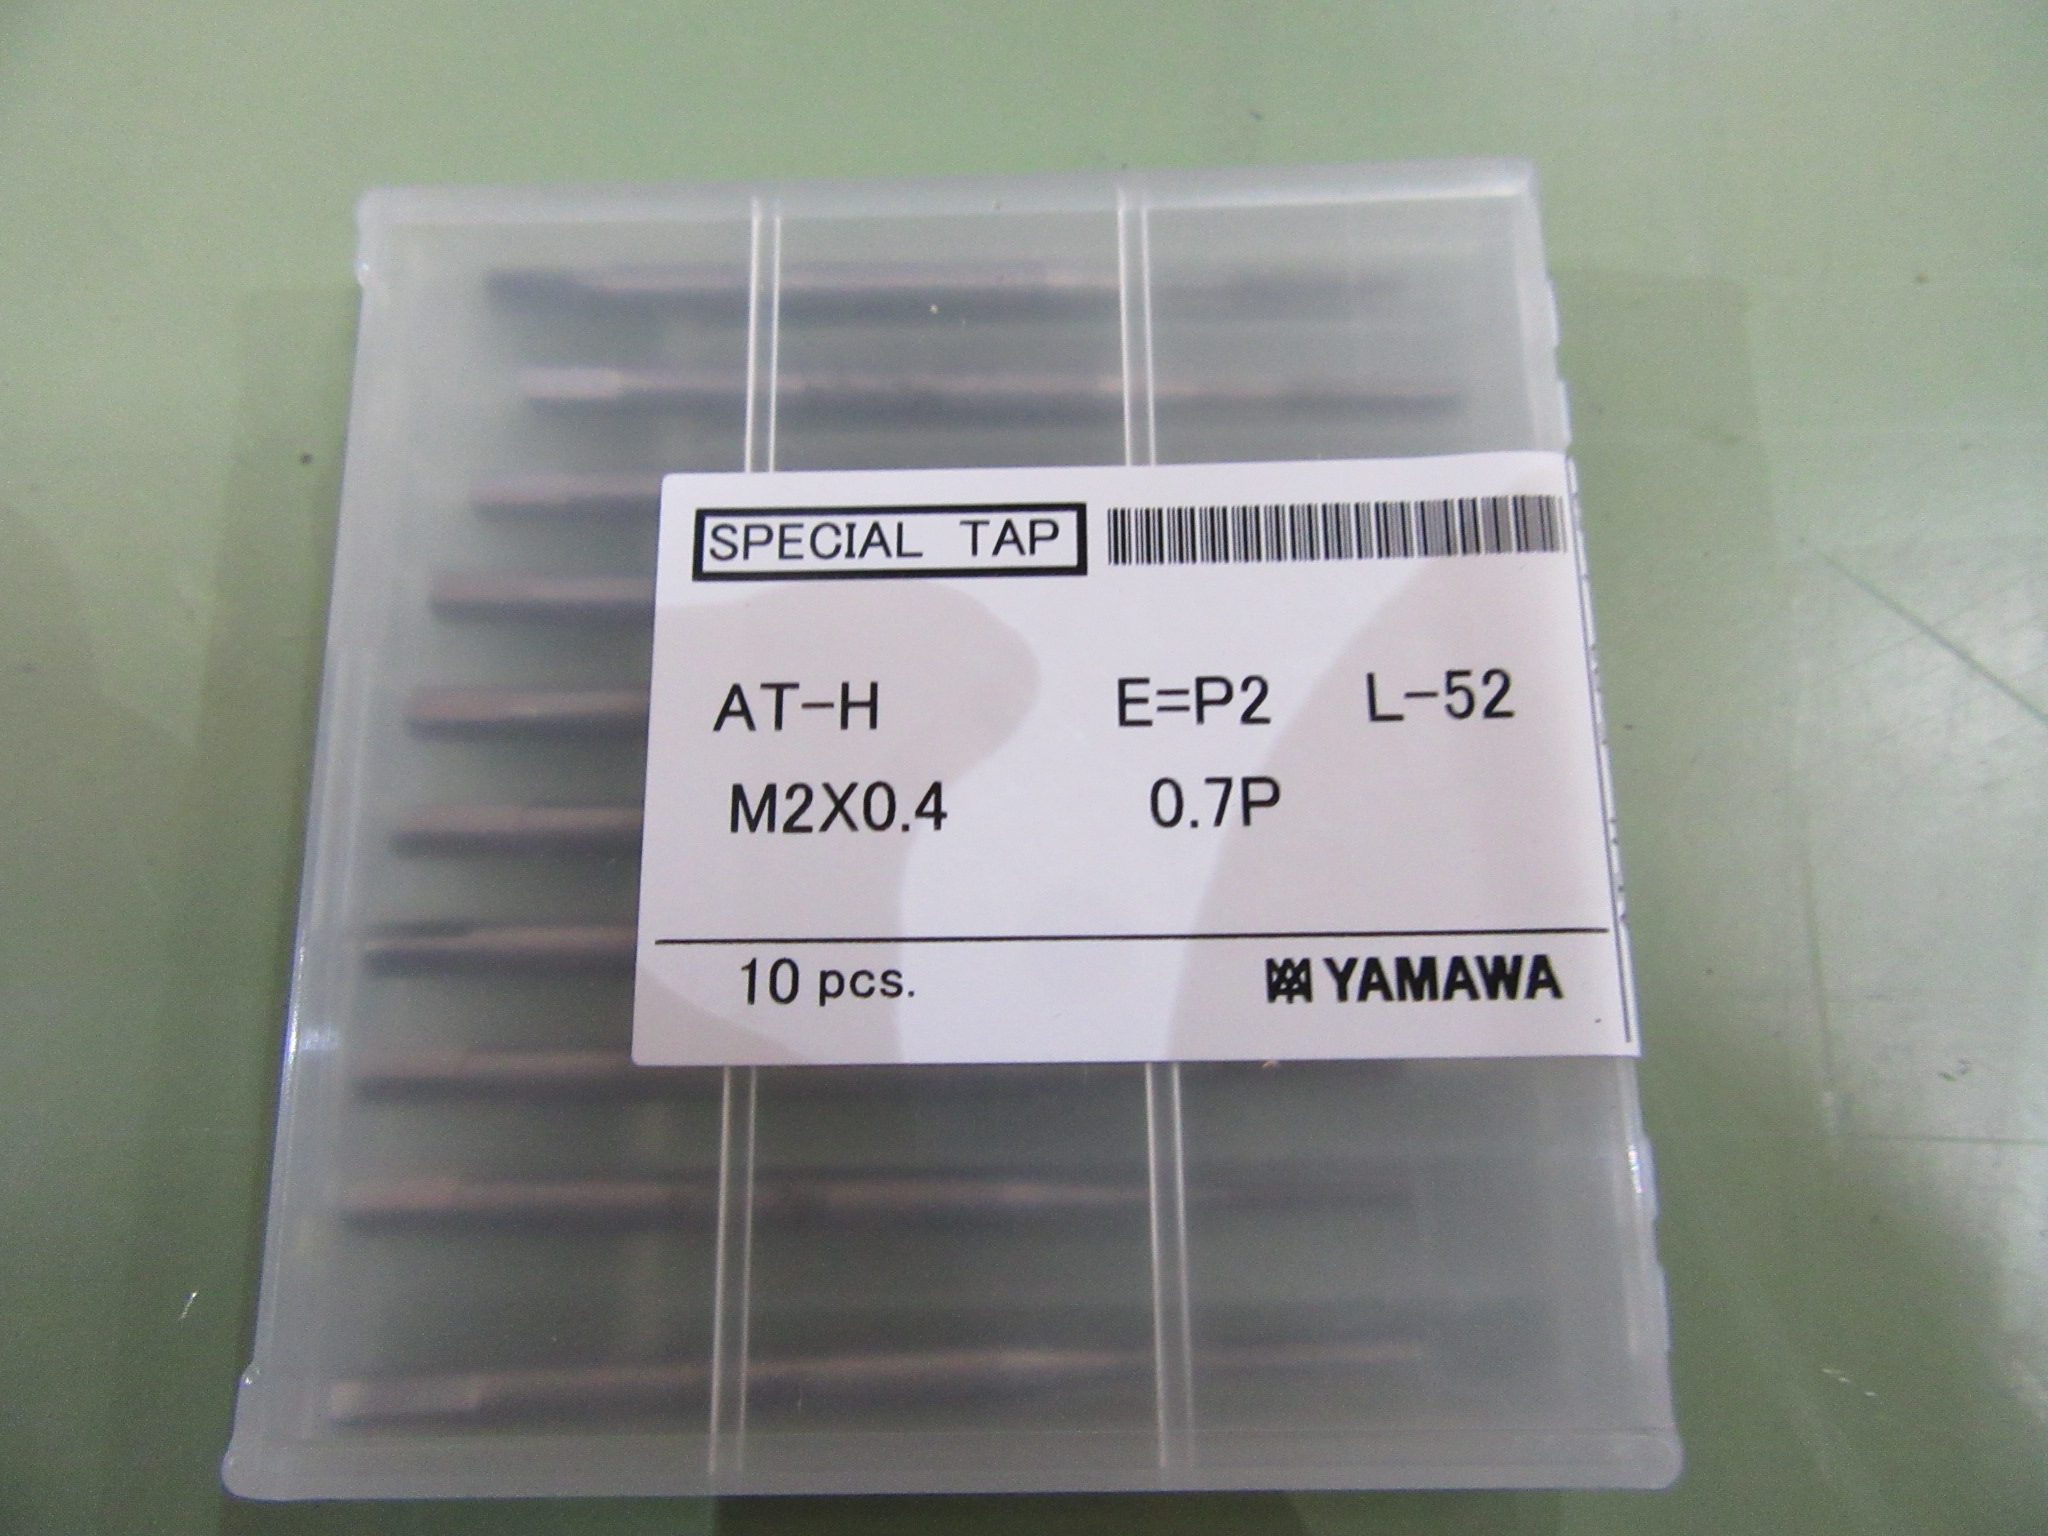 SPECIAL TAP
AT-H E=P2 L-52
M2X0.4 0.7P
10 pcs. YAMAWA